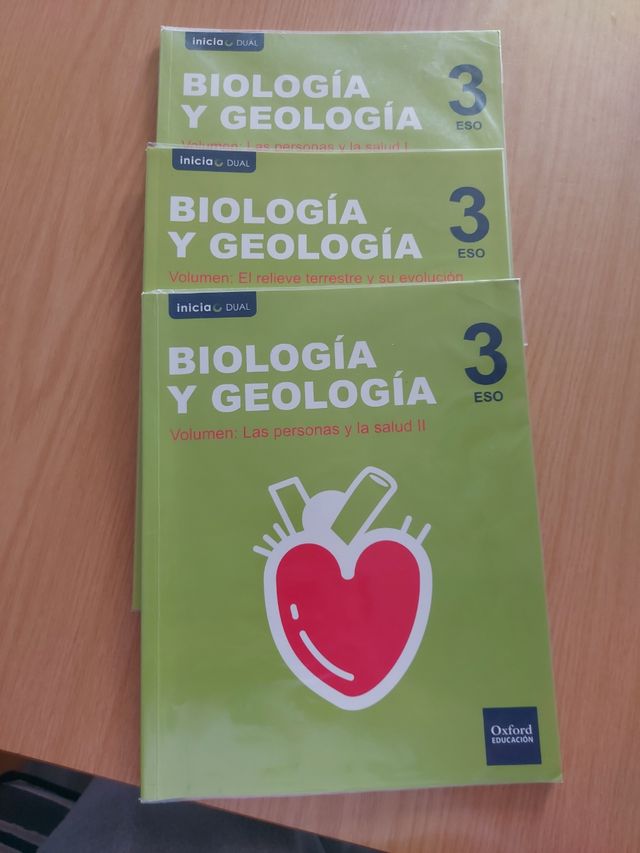 inicia DUAL
BIOLOGÍA
Y GEOLOGÍA
3
ESO
Volumen: Las personas y la salud I
inicia DUAL
BIOLOGÍA
Y GEOLOGÍA
3
ESO
Volumen: El relieve terrestre y su evolución
inicia DUAL
BIOLOGÍA
Y GEOLOGÍA
3
ESO
Volumen: Las personas y la salud II
Oxford
EDUCACIÓN